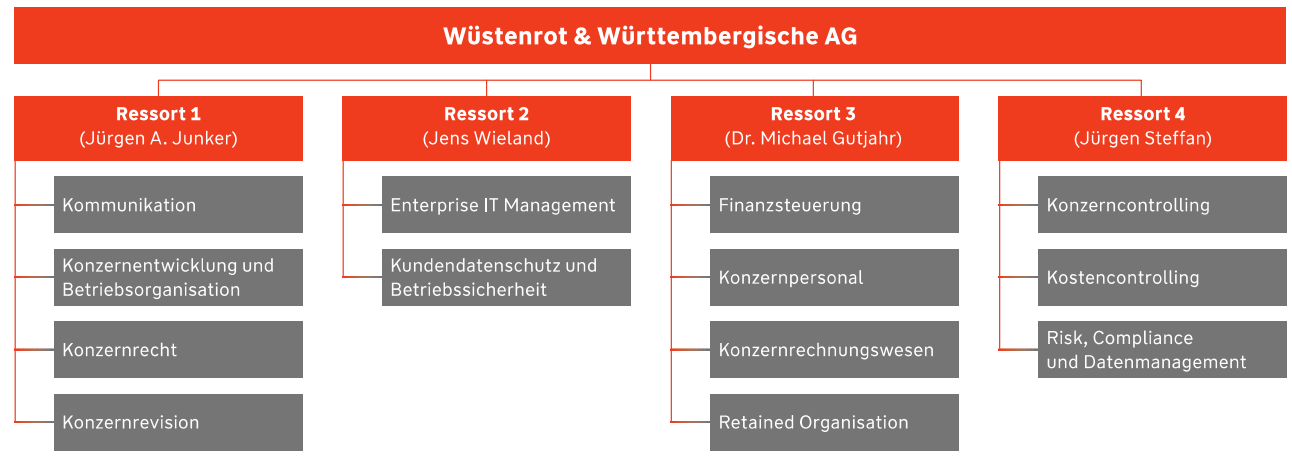 Wüstenrot & Württembergische AG
Ressort 1
(Jürgen A. Junker)
Kommunikation
Konzernentwicklung und
Betriebsorganisation
Konzernrecht
Konzernrevision
Ressort 2
(Jens Wieland)
Enterprise IT Management
Kundendatenschutz und
Betriebssicherheit
Ressort 3
(Dr. Michael Gutjahr)
Finanzsteuerung
Konzernpersonal
Konzernrechnungswesen
Retained Organisation
Ressort 4
(Jürgen Steffan)
Konzerncontrolling
Kostencontrolling
Risk, Compliance
und Datenmanagement